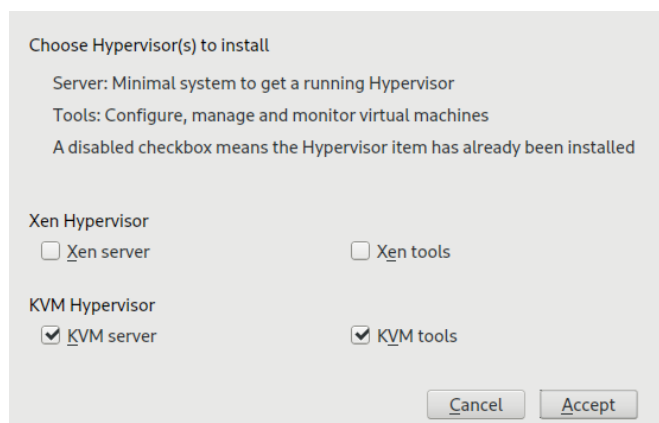 Choose Hypervisor(s) to install
Server: Minimal system to get a running Hypervisor
Tools: Configure, manage and monitor virtual machines
A disabled checkbox means the Hypervisor item has already been installed
Xen Hypervisor
Xen server Xen tools
KVM Hypervisor
KVM server KVM tools
Cancel Accept